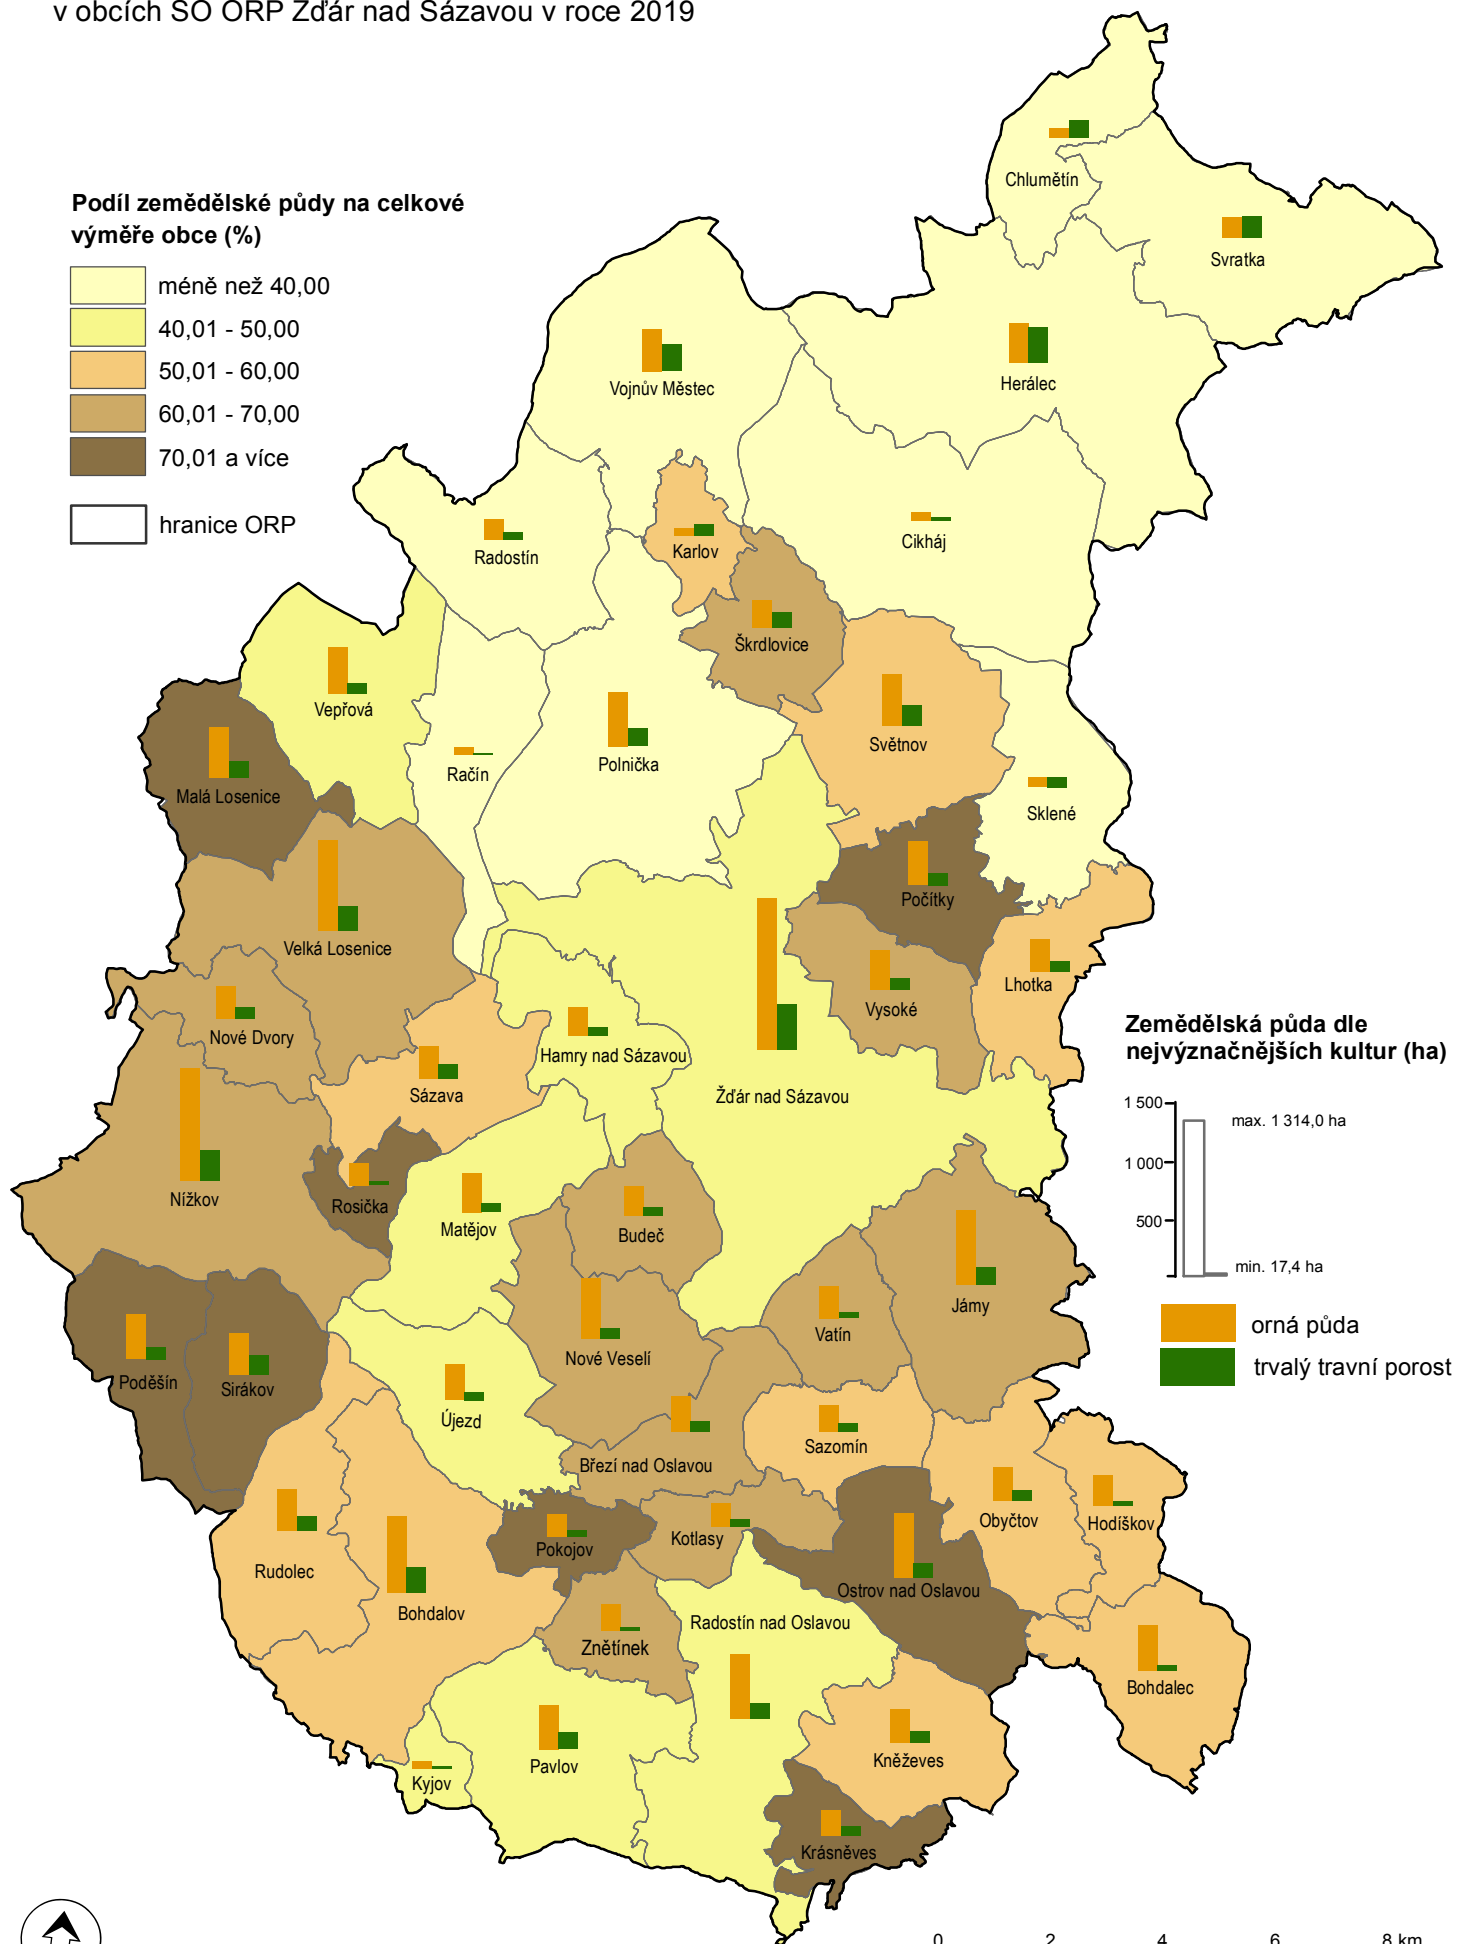 v obcích SO ORP Žďár nad Sázavou v roce 2019
Podíl zemědělské půdy na celkové
výměře obce (%)
méně než 40,00
40,01 - 50,00
50,01 - 60,00
60,01 - 70,00
70,01 a více
hranice ORP
Chlumětín
Svratka
Herálec
Vojnův Městec
Cikháj
Karlov
Radostín
Škrdlovice
Vepřová
Světnov
Polnička
Račín
Malá Losenice
Sklené
Počítky
Velká Losenice
Lhotka
Vysoké
Nové Dvory
Hamry nad Sázavou
Sázava
Žďár nad Sázavou
Zemědělská půda dle
nejvýznačnějších kultur (ha)
1 500
max. 1 314,0 ha
1 000
500
min. 17,4 ha
orná půda
trvalý travní porost
Nížkov
Rosička
Matějov
Budeč
Jámy
Vatín
Nové Veselí
Poděšín
Sirákov
Újezd
Sazomín
Březí nad Oslavou
Obyčtov
Hodíškov
Kotlasy
Pokojov
Rudolec
Ostrov nad Oslavou
Bohdalov
Radostín nad Oslavou
Znětínek
Bohdalec
Kněževes
Pavlov
Kyjov
Krásněves
0 2 4 6 8 km